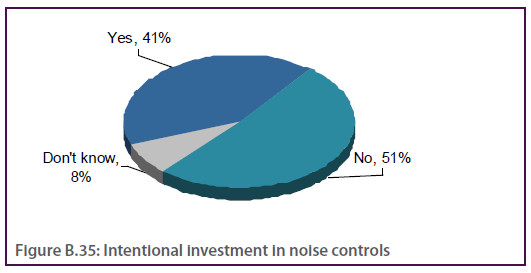 Yes, 41%
Don't know,
8%
No, 51%
Figure B.35: Intentional investment in noise controls